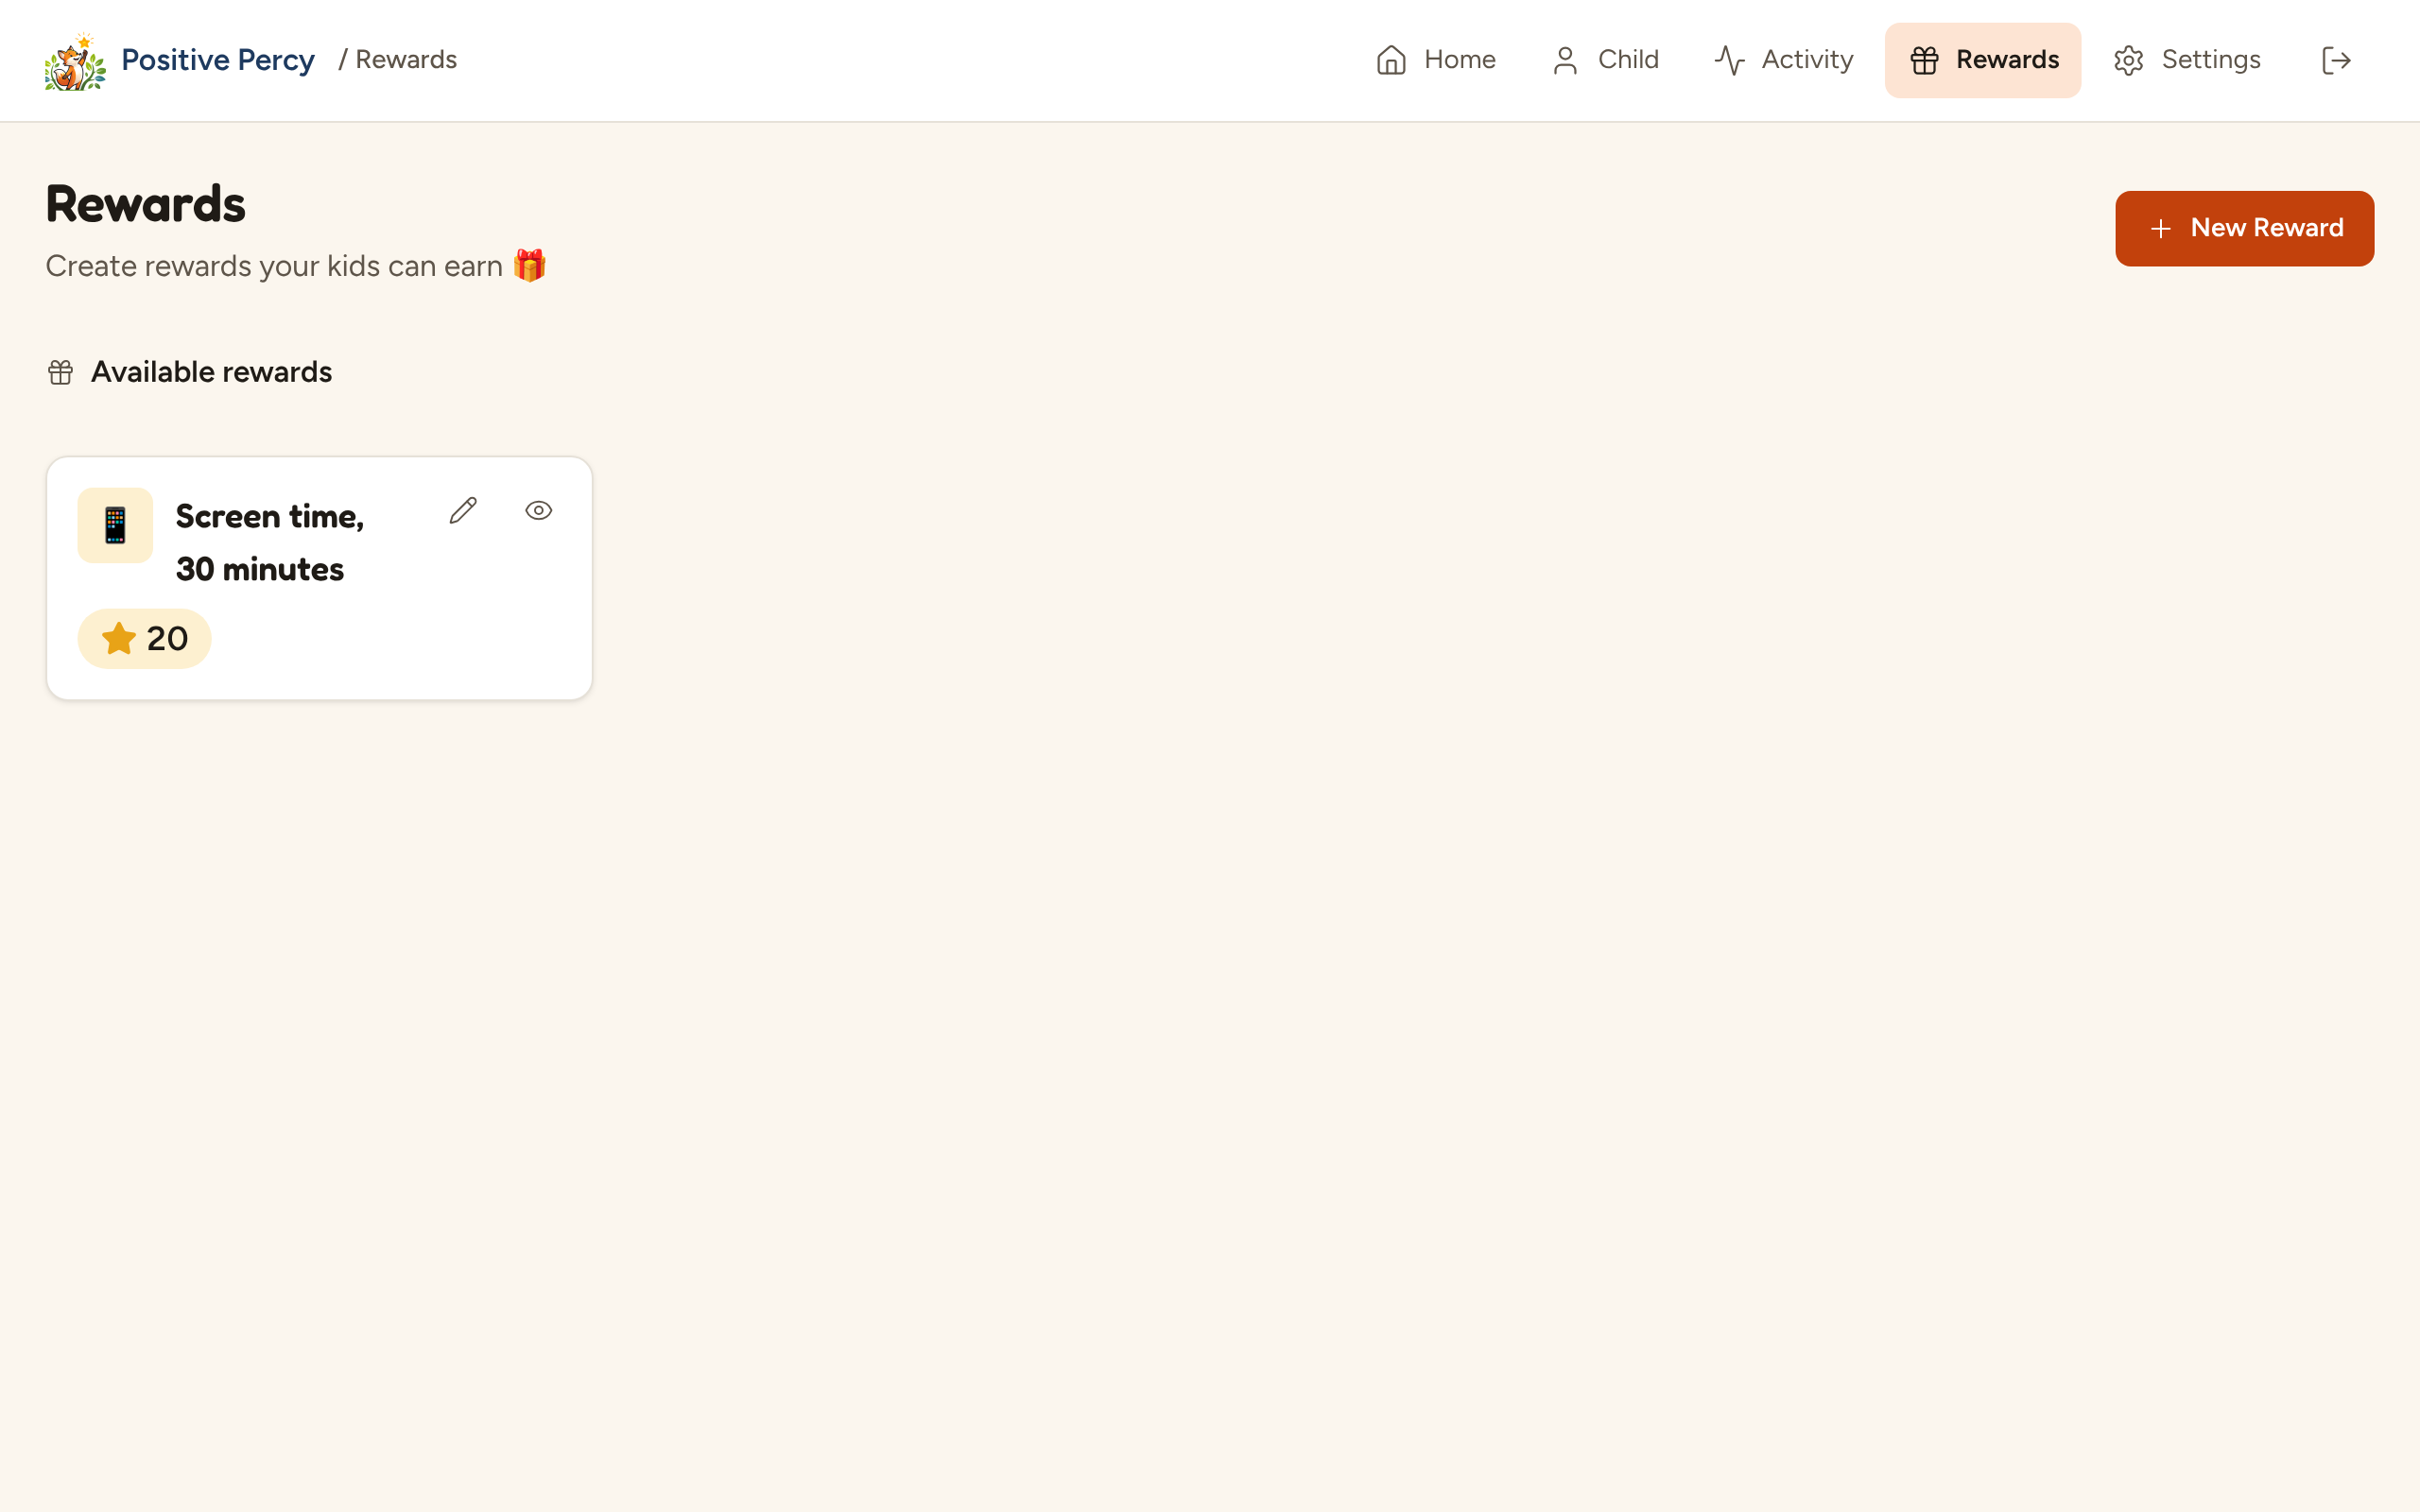 Positive Percy / Rewards
Home Child Activity Rewards Settings
Rewards
Create rewards your kids can earn 🎁
New Reward
Available rewards
Screen time,
30 minutes
20